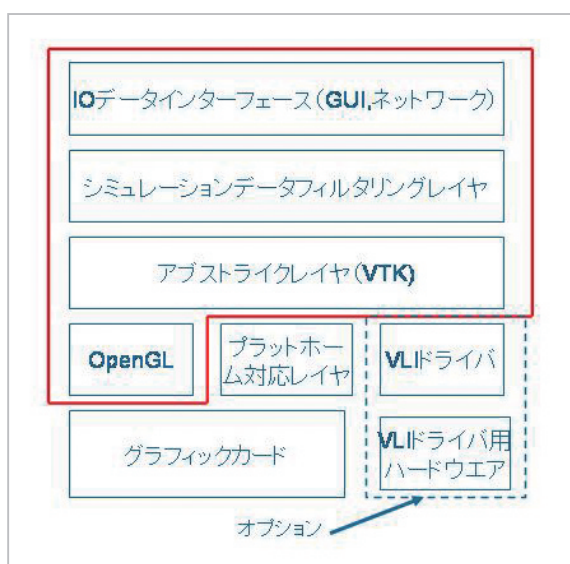 IOデータインターフェース(GUI,ネットワーク)
シミュレーションデータフィルタリングレイヤ
アブストライクレイヤ(VTK)
OpenGL
プラットホー
ム対応レイヤ
VLIドライバ
グラフィックカード
VLIドライバ用
ハードウエア
オプション